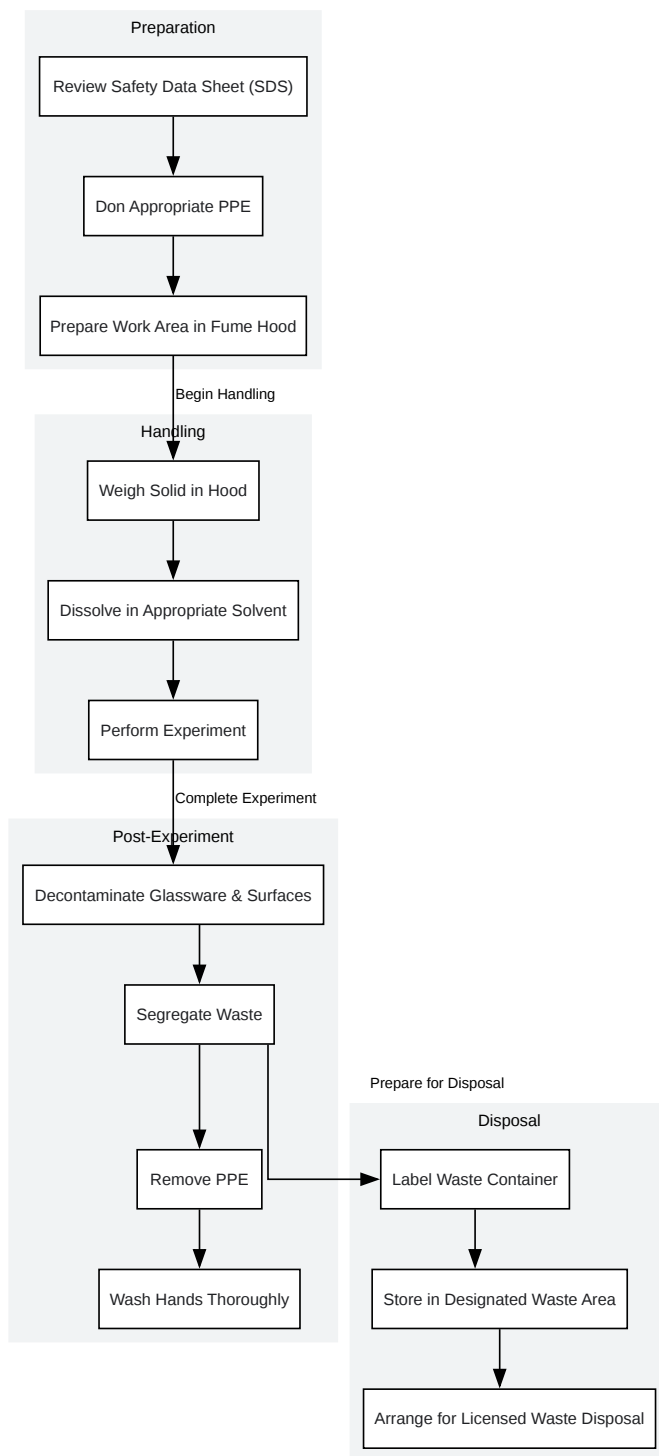 Preparation
Review Safety Data Sheet (SDS)
Don Appropriate PPE
Prepare Work Area in Fume Hood
Begin Handling
Handling
Weigh Solid in Hood
Dissolve in Appropriate Solvent
Perform Experiment
Complete Experiment
Post-Experiment
Decontaminate Glassware & Surfaces
Segregate Waste
Remove PPE
Wash Hands Thoroughly
Prepare for Disposal
Disposal
Label Waste Container
Store in Designated Waste Area
Arrange for Licensed Waste Disposal